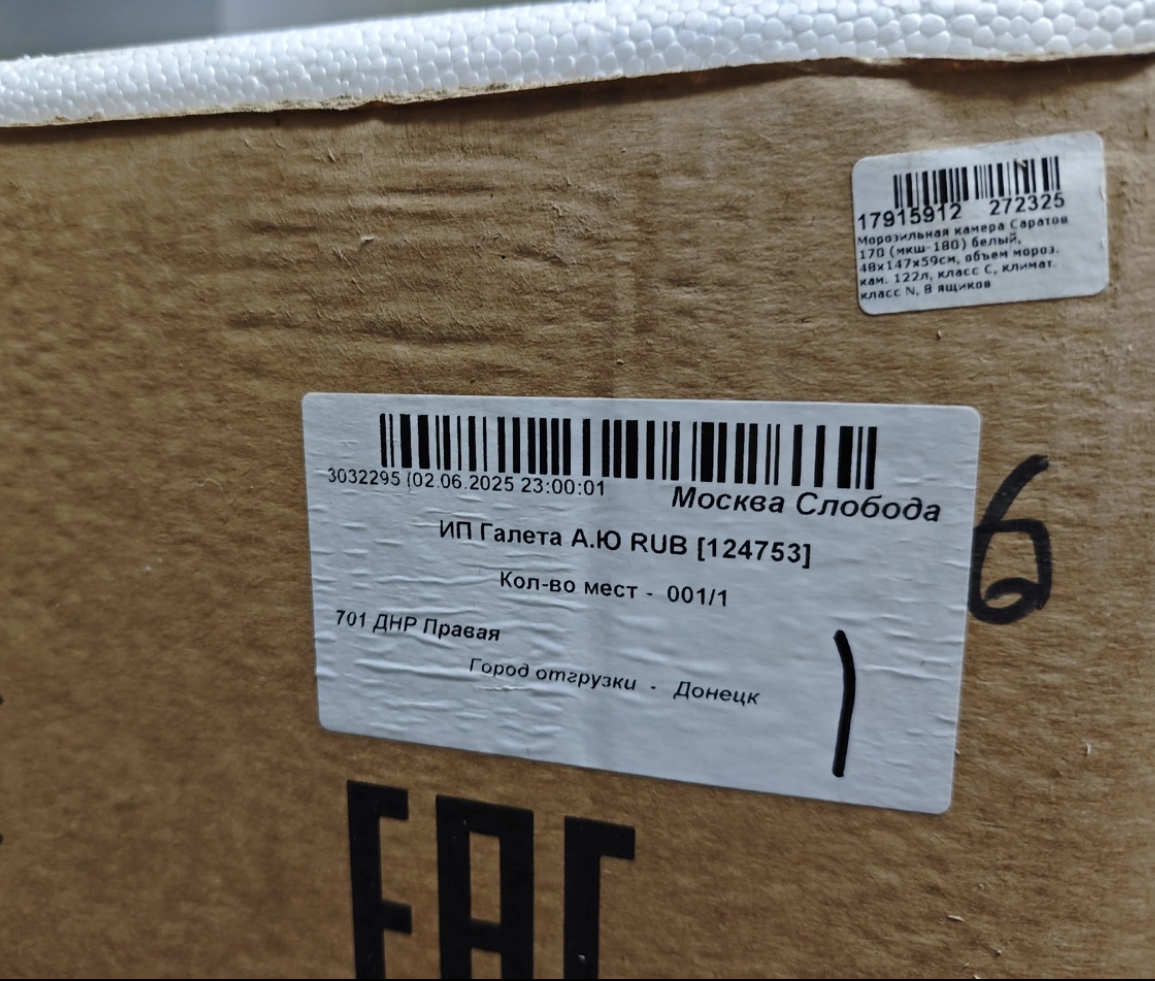 17915912 272325
Морозильная камера Саратов
170 (мкш-180) белый,
48x147x59см, объем мороз.
кам. 122л, класс С, климат.
класс N, 8 ящиков
3032295 (02.06.2025 23:00:01
Москва Слобода
ИП Галета А.Ю RUB [124753]
Кол-во мест - 001/1
701 ДНР Правая
Город отгрузки - Донецк
6
EAC